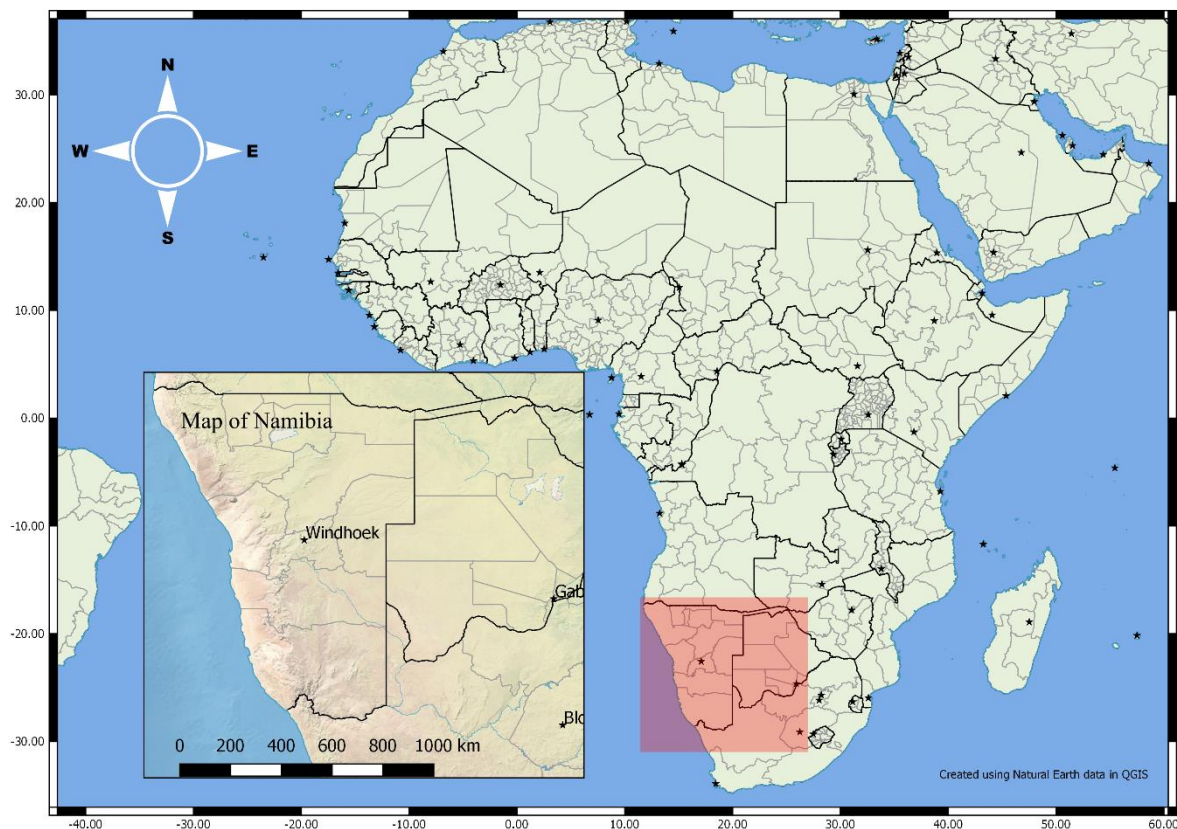 N
30.00
W E
20.00
S
10.00
0.00
Map of Namibia
-10.00
Windhoek
Gab
-20.00
Blo
-30.00
0 200 400 600 800 1000 km
Created using Natural Earth data in QGIS
-40.00 -30.00 -20.00 -10.00 0.00 10.00 20.00 30.00 40.00 50.00 60.00